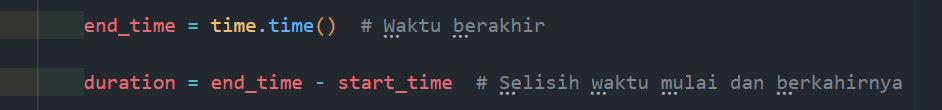 end_time = time.time()  # Waktu berakhir
duration = end_time - start_time  # Selisih waktu mulai dan berkahirnya